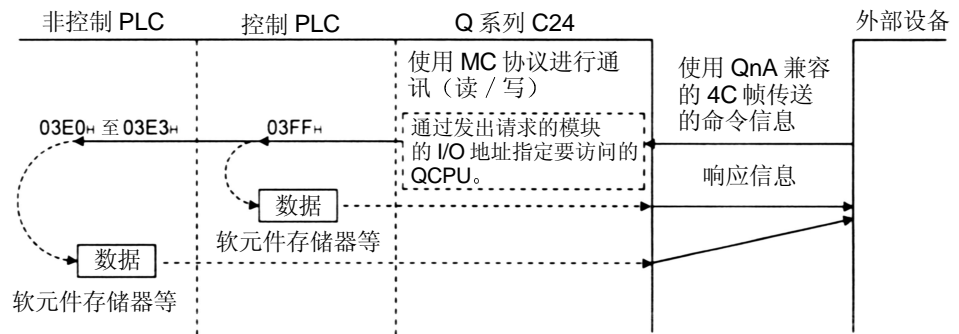 非控制 PLC
控制 PLC
Q 系列 C24
外部设备
使用 MC 协议进行通
讯（读／写）
使用 QnA 兼容
的 4C 帧传送
的命令信息
03E0H 至 03E3H
03FFH
通过发出请求的模块
的 I/O 地址指定要访问的
QCPU。
响应信息
数据
软元件存储器等
数据
软元件存储器等